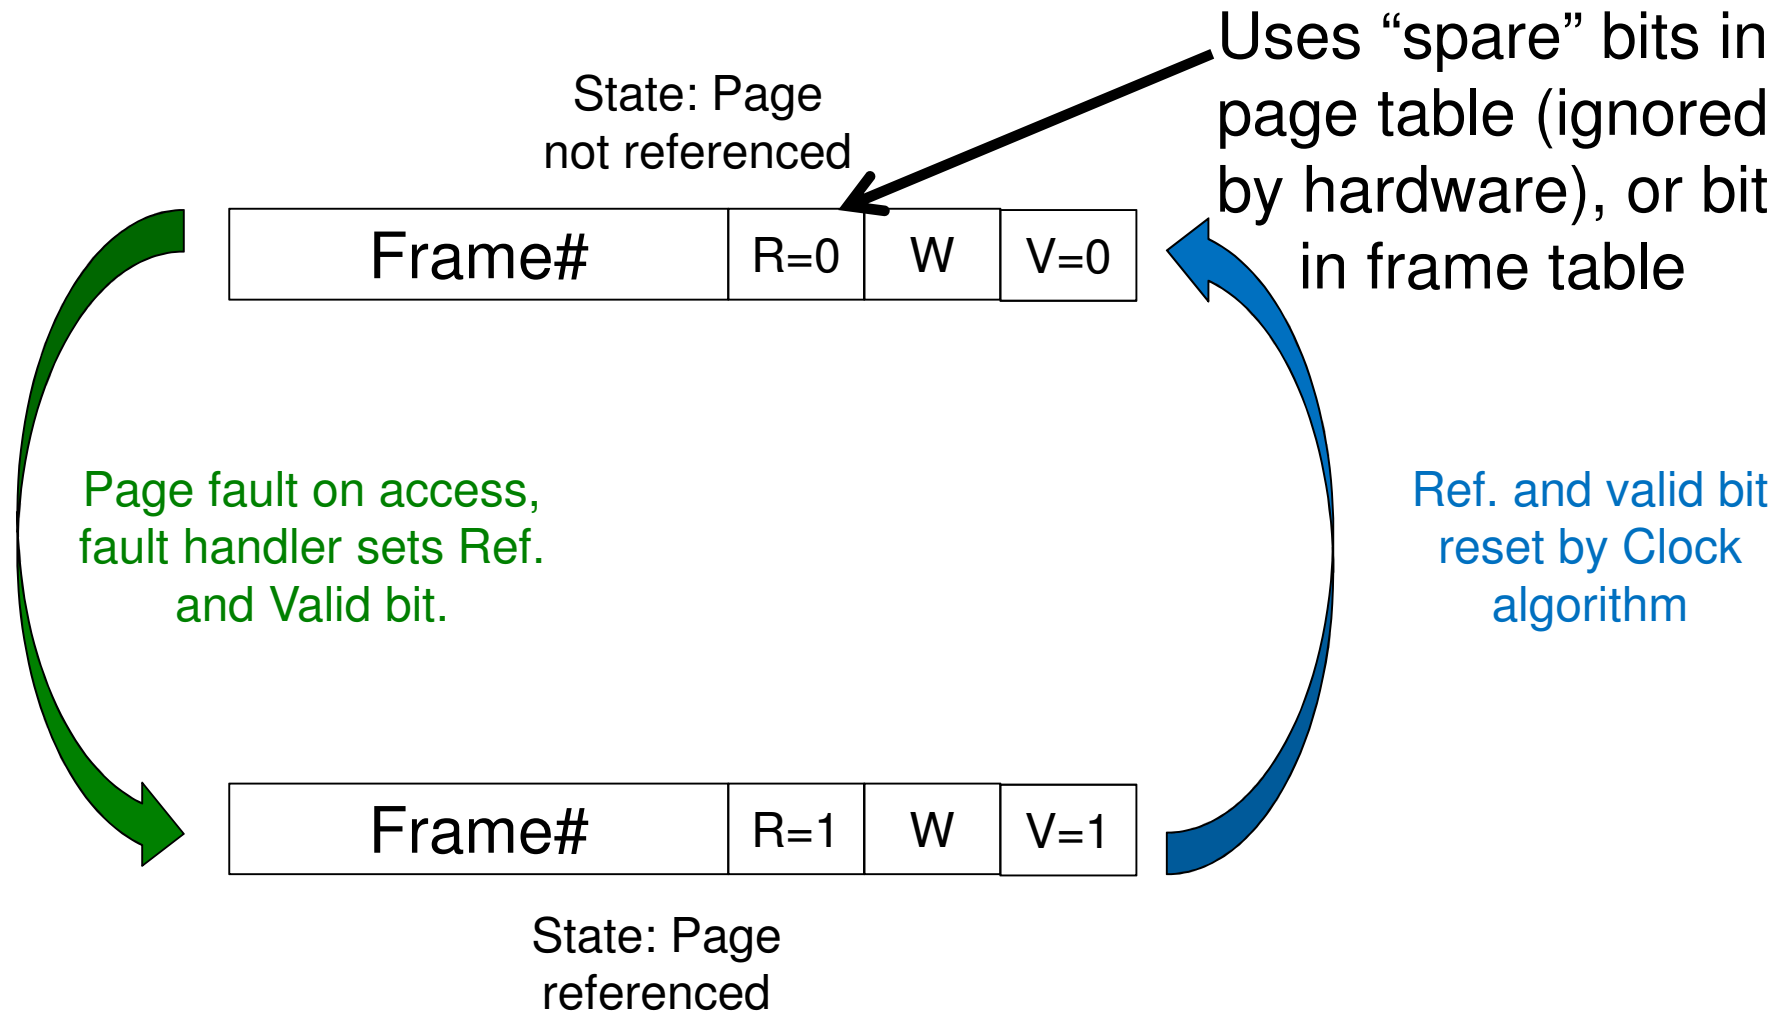 Uses “spare” bits in
page table (ignored
by hardware), or bit
in frame table
State: Page
not referenced
Frame# R=0 W V=0
Page fault on access,
fault handler sets Ref.
and Valid bit.
Ref. and valid bit
reset by Clock
algorithm
Frame# R=1 W V=1
State: Page
referenced